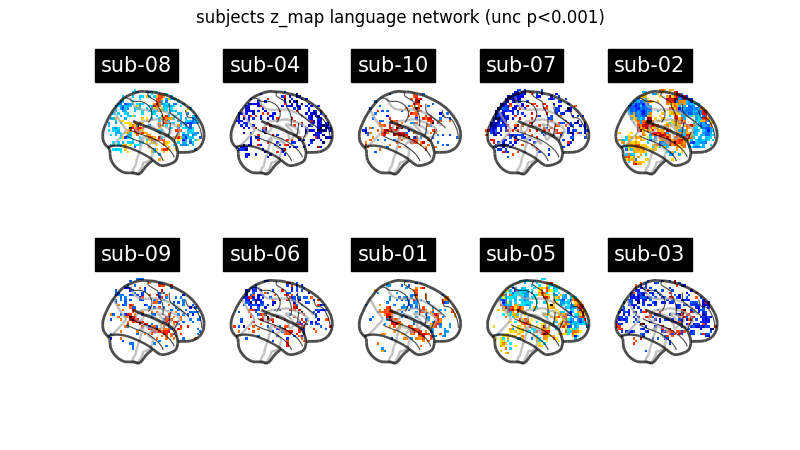 subjects z_map language network (unc p<0.001)
sub-08
sub-04
sub-10
sub-07
sub-02
sub-09
sub-06
sub-01
sub-05
sub-03